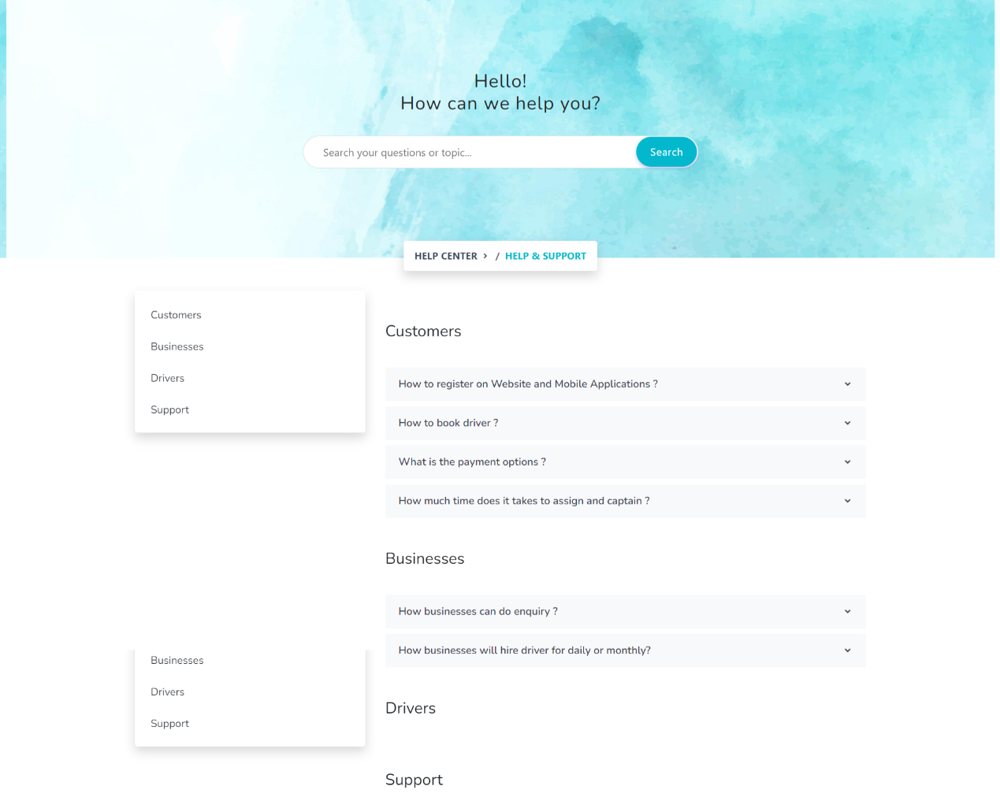 Hello!
How can we help you?
Search your questions or topic...
Search
HELP CENTER > / HELP & SUPPORT
Customers
Businesses
Drivers
Support
Customers
How to register on Website and Mobile Applications ?
How to book driver ?
What is the payment options ?
How much time does it takes to assign and captain ?
Businesses
How businesses can do enquiry ?
How businesses will hire driver for daily or monthly?
Businesses
Drivers
Support
Drivers
Support